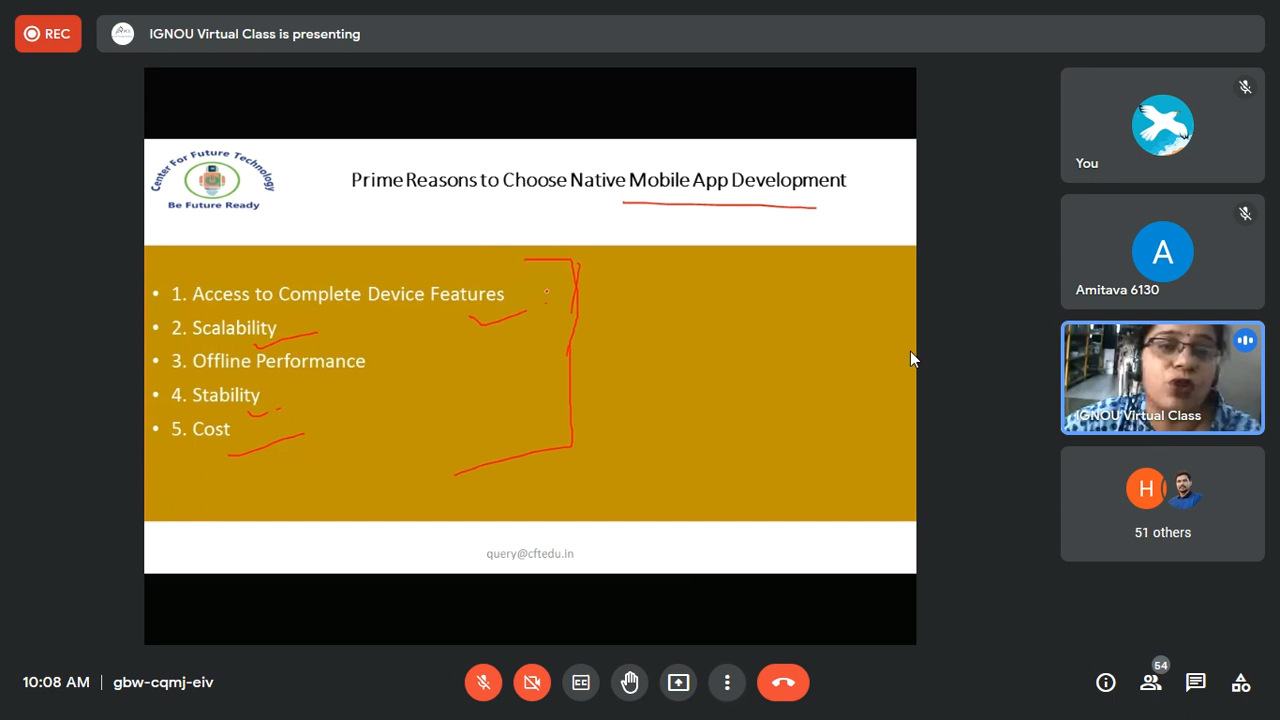 REC
IGNOU Virtual Class is presenting
Center For Future Technology
Be Future Ready
Prime Reasons to Choose Native Mobile App Development
• 1. Access to Complete Device Features
• 2. Scalability
• 3. Offline Performance
• 4. Stability
• 5. Cost
query@cftedu.in
You
A
Amitava 6130
IGNOU Virtual Class
H
51 others
10:08 AM | gbw-cqmj-eiv
CC
54